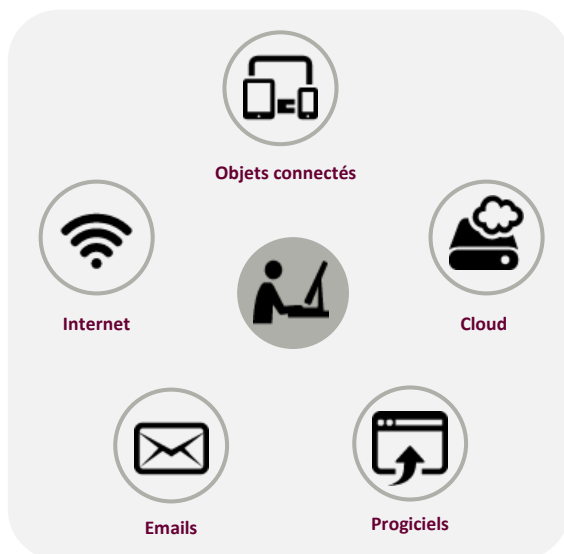 Objets connectés
Internet
Cloud
Emails
Progiciels